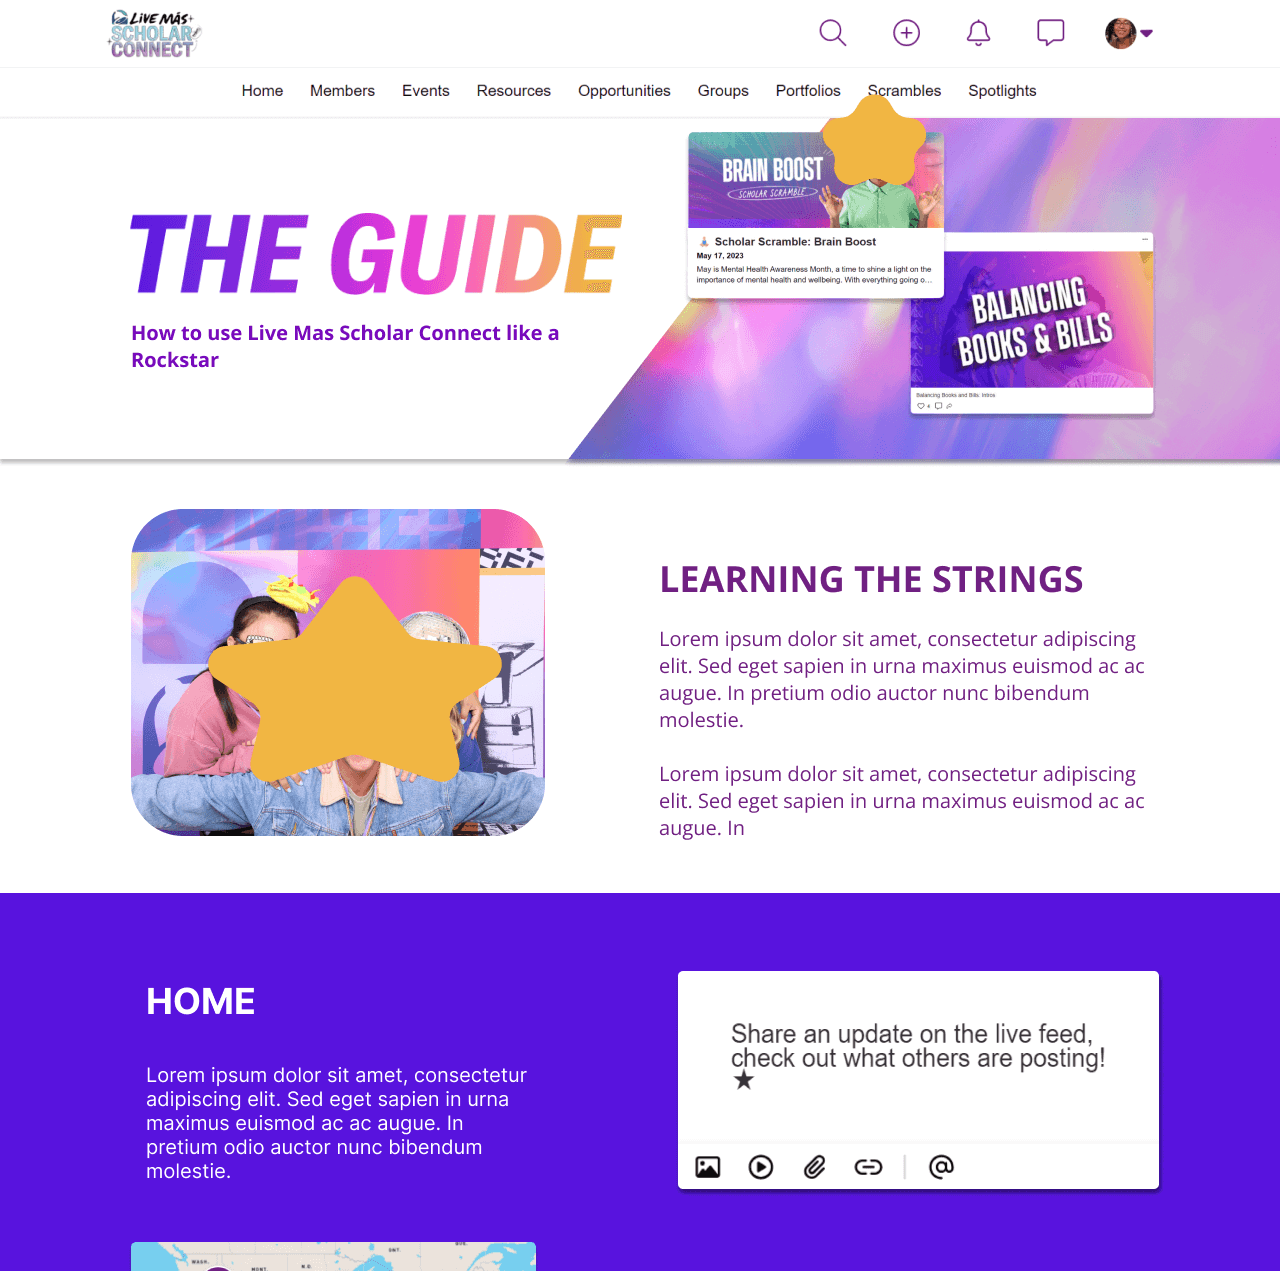 LIVE MÁS
SCHOLAR
CONNECT
Home Members Events Resources Opportunities Groups Portfolios Scrambles Spotlights
THE GUIDE
How to use Live Mas Scholar Connect like a
Rockstar
BRAIN BOOST
SCHOLAR SCRAMBLE
Scholar Scramble: Brain Boost
May 17, 2023
May is Mental Health Awareness Month, a time to shine a light on the
importance of mental health and wellbeing. With everything going o...
BALANCING
BOOKS & BILLS
Balancing Books and Bills: Intros
4
LEARNING THE STRINGS
Lorem ipsum dolor sit amet, consectetur adipiscing
elit. Sed eget sapien in urna maximus euismod ac ac
augue. In pretium odio auctor nunc bibendum
molestie.
Lorem ipsum dolor sit amet, consectetur adipiscing
elit. Sed eget sapien in urna maximus euismod ac ac
augue. In
HOME
Lorem ipsum dolor sit amet, consectetur
adipiscing elit. Sed eget sapien in urna
maximus euismod ac ac augue. In
pretium odio auctor nunc bibendum
molestie.
Share an update on the live feed,
check out what others are posting!
★
@
WASH.
MONT.
N.D.
ONT.
QUE.